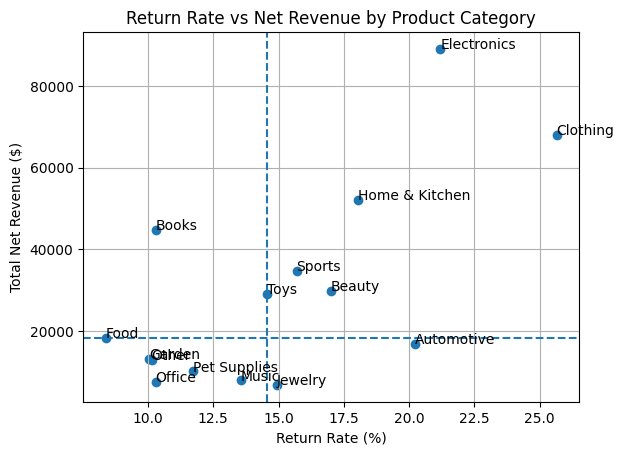 Return Rate vs Net Revenue by Product Category
Total Net Revenue ($)
80000
60000
40000
20000
Electronics
Clothing
Home & Kitchen
Books
Sports
Beauty
Toys
Food
Automotive
Garden
Other
Pet Supplies
Office
Music
Jewelry
10.0 12.5 15.0 17.5 20.0 22.5 25.0
Return Rate (%)